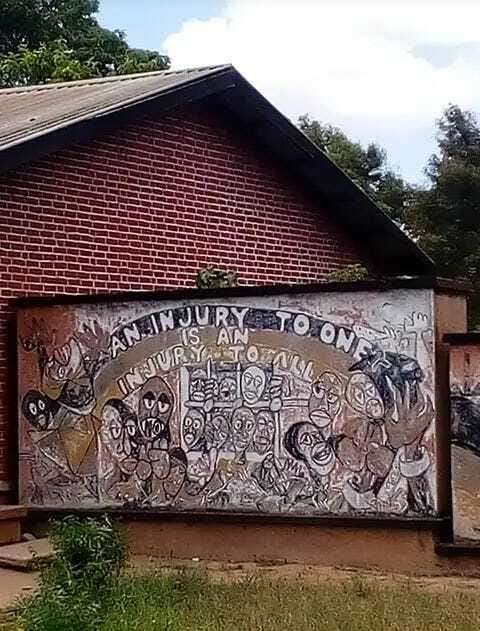 AN INJURY TO ONE
IS AN
INJURY TO ALL